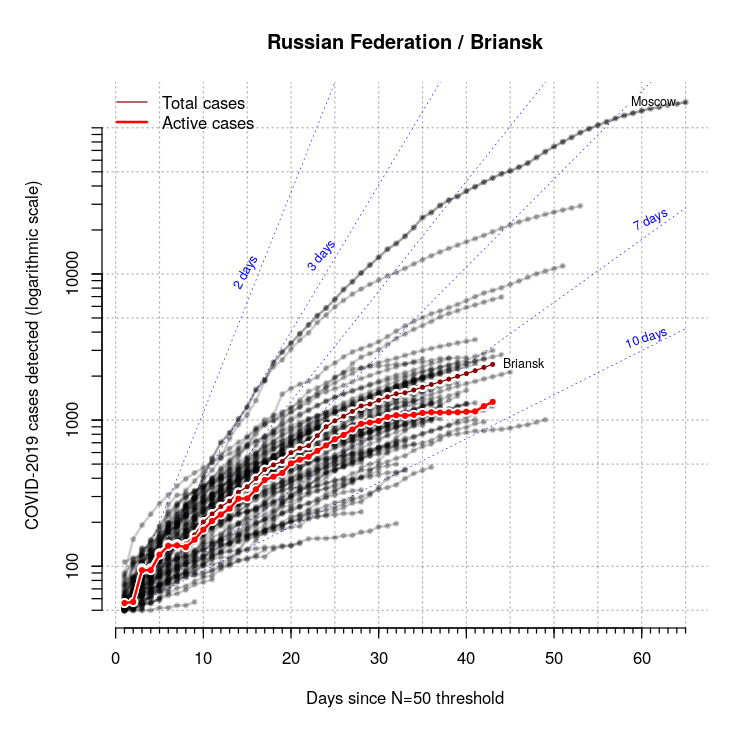 Russian Federation / Briansk
Total cases
Active cases
Moscow
2 days
3 days
7 days
10 days
Briansk
COVID-2019 cases detected (logarithmic scale)
10000
1000
100
0 10 20 30 40 50 60
Days since N=50 threshold